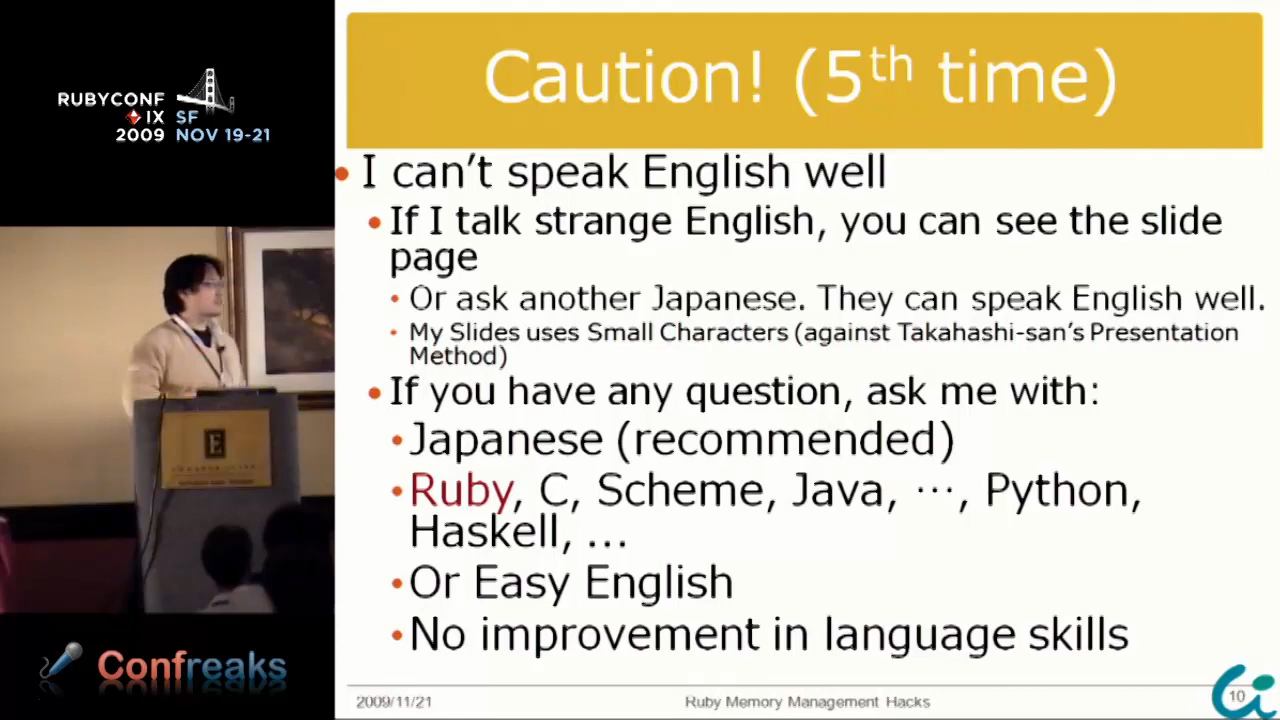 RUBYCONF
IX SF
2009 NOV 19-21
Caution! (5th time)
• I can't speak English well
• If I talk strange English, you can see the slide
page
• Or ask another Japanese. They can speak English well.
• My Slides uses Small Characters (against Takahashi-san's Presentation
Method)
• If you have any question, ask me with:
• Japanese (recommended)
• Ruby, C, Scheme, Java, …, Python,
Haskell, ...
• Or Easy English
• No improvement in language skills
E
Confreaks
2009/11/21
Ruby Memory Management Hacks
10